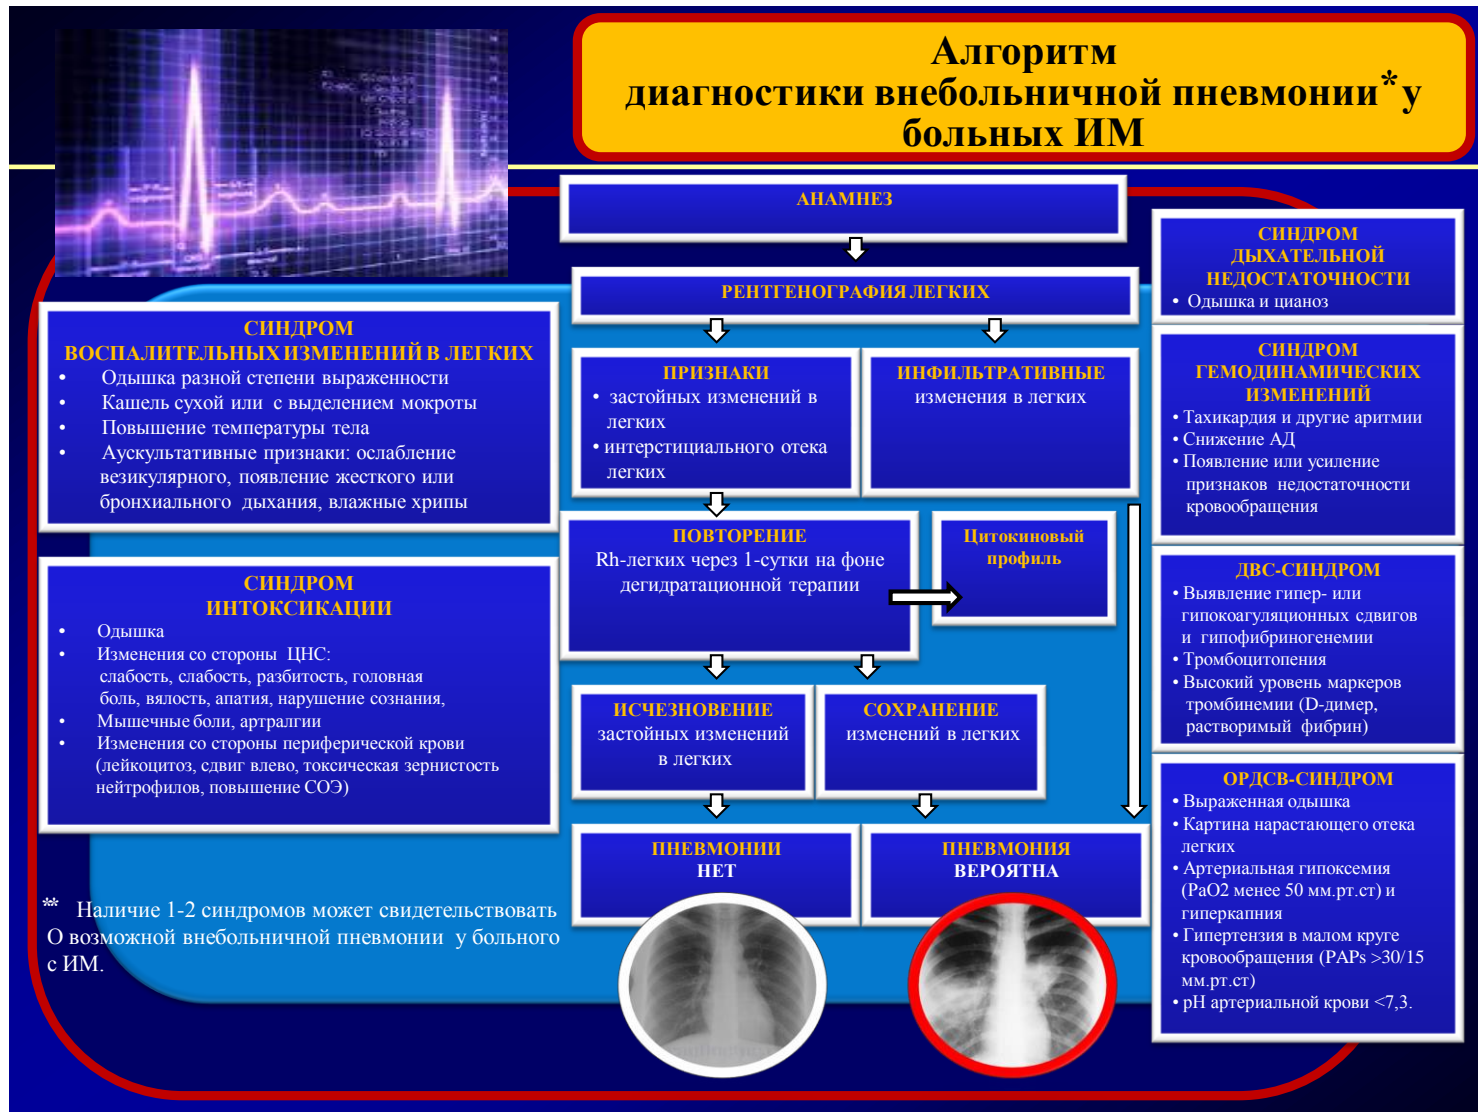 Алгоритм
диагностики внебольничной пневмонии* у
больных ИМ
АНАМНЕЗ
РЕНТГЕНОГРАФИЯ ЛЕГКИХ
СИНДРОМ
ВОСПАЛИТЕЛЬНЫХ ИЗМЕНЕНИЙ В ЛЕГКИХ
• Одышка разной степени выраженности
• Кашель сухой или с выделением мокроты
• Повышение температуры тела
• Аускультативные признаки: ослабление
везикулярного, появление жесткого или
бронхиального дыхания, влажные хрипы
СИНДРОМ
ИНТОКСИКАЦИИ
• Одышка
• Изменения со стороны ЦНС:
слабость, слабость, разбитость, головная
боль, вялость, апатия, нарушение сознания,
• Мышечные боли, артралгии
• Изменения со стороны периферической крови
(лейкоцитоз, сдвиг влево, токсическая зернистость
нейтрофилов, повышение СОЭ)
** Наличие 1-2 синдромов может свидетельствовать
О возможной внебольничной пневмонии у больного
с ИМ.
ПРИЗНАКИ
• застойных изменений в
легких
• интерстициального отека
легких
ИНФИЛЬТРАТИВНЫЕ
изменения в легких
ПОВТОРЕНИЕ
Rh-легких через 1-сутки на фоне
дегидратационной терапии
Цитокиновый
профиль
ИСЧЕЗНОВЕНИЕ
застойных изменений
в легких
СОХРАНЕНИЕ
изменений в легких
ПНЕВМОНИИ
НЕТ
ПНЕВМОНИЯ
ВЕРОЯТНА
СИНДРОМ
ДЫХАТЕЛЬНОЙ
НЕДОСТАТОЧНОСТИ
• Одышка и цианоз
СИНДРОМ
ГЕМОДИНАМИЧЕСКИХ
ИЗМЕНЕНИЙ
• Тахикардия и другие аритмии
• Снижение АД
• Появление или усиление
признаков недостаточности
кровообращения
ДВС-СИНДРОМ
• Выявление гипер- или
гипокоагуляционных сдвигов
и гипофибриногенемии
• Тромбоцитопения
• Высокий уровень маркеров
тромбинемии (D-димер,
растворимый фибрин)
ОРДСВ-СИНДРОМ
• Выраженная одышка
• Картина нарастающего отека
легких
• Артериальная гипоксемия
(PaO2 менее 50 мм.рт.ст) и
гиперкапния
• Гипертензия в малом круге
кровообращения (PAPs >30/15
мм.рт.ст)
• pH артериальной крови <7,3.